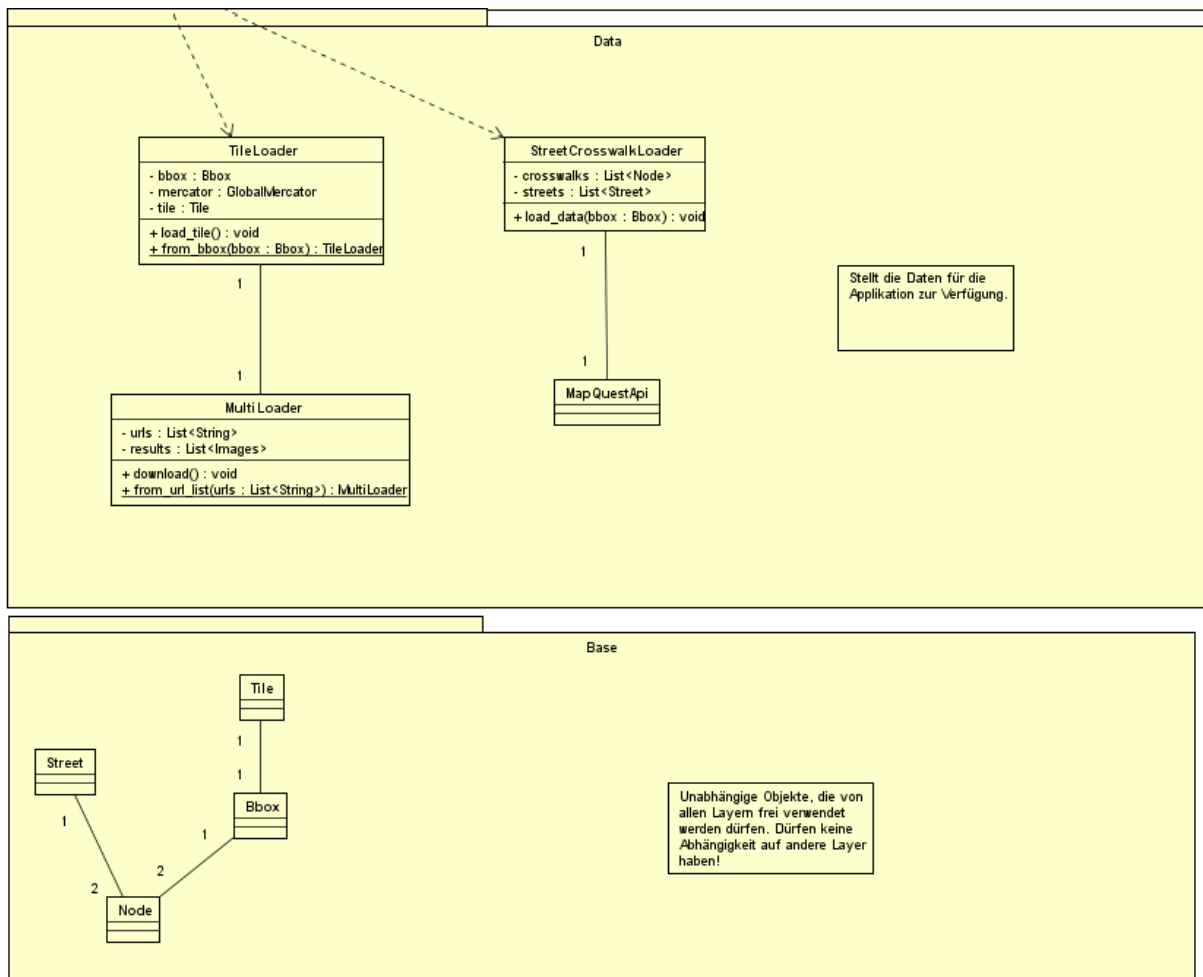 Data
TileLoader
- bbox : Bbox
- mercator : GlobalMercator
- tile : Tile
+ load_tile() : void
+ from_bbox(bbox : Bbox) : TileLoader
1
1
MultiLoader
- urls : List<String>
- results : List<Images>
+ download() : void
+ from_url_list(urls : List<String>) : MultiLoader
StreetCrosswalkLoader
- crosswalks : List<Node>
- streets : List<Street>
+ load_data(bbox : Bbox) : void
1
1
MapQuestApi
Stellt die Daten für die
Applikation zur Verfügung.
Base
Tile
1
1
Street
Bbox
1
1
2
2
Node
Unabhängige Objekte, die von
allen Layern frei verwendet
werden dürfen. Dürfen keine
Abhängigkeit auf andere Layer
haben!